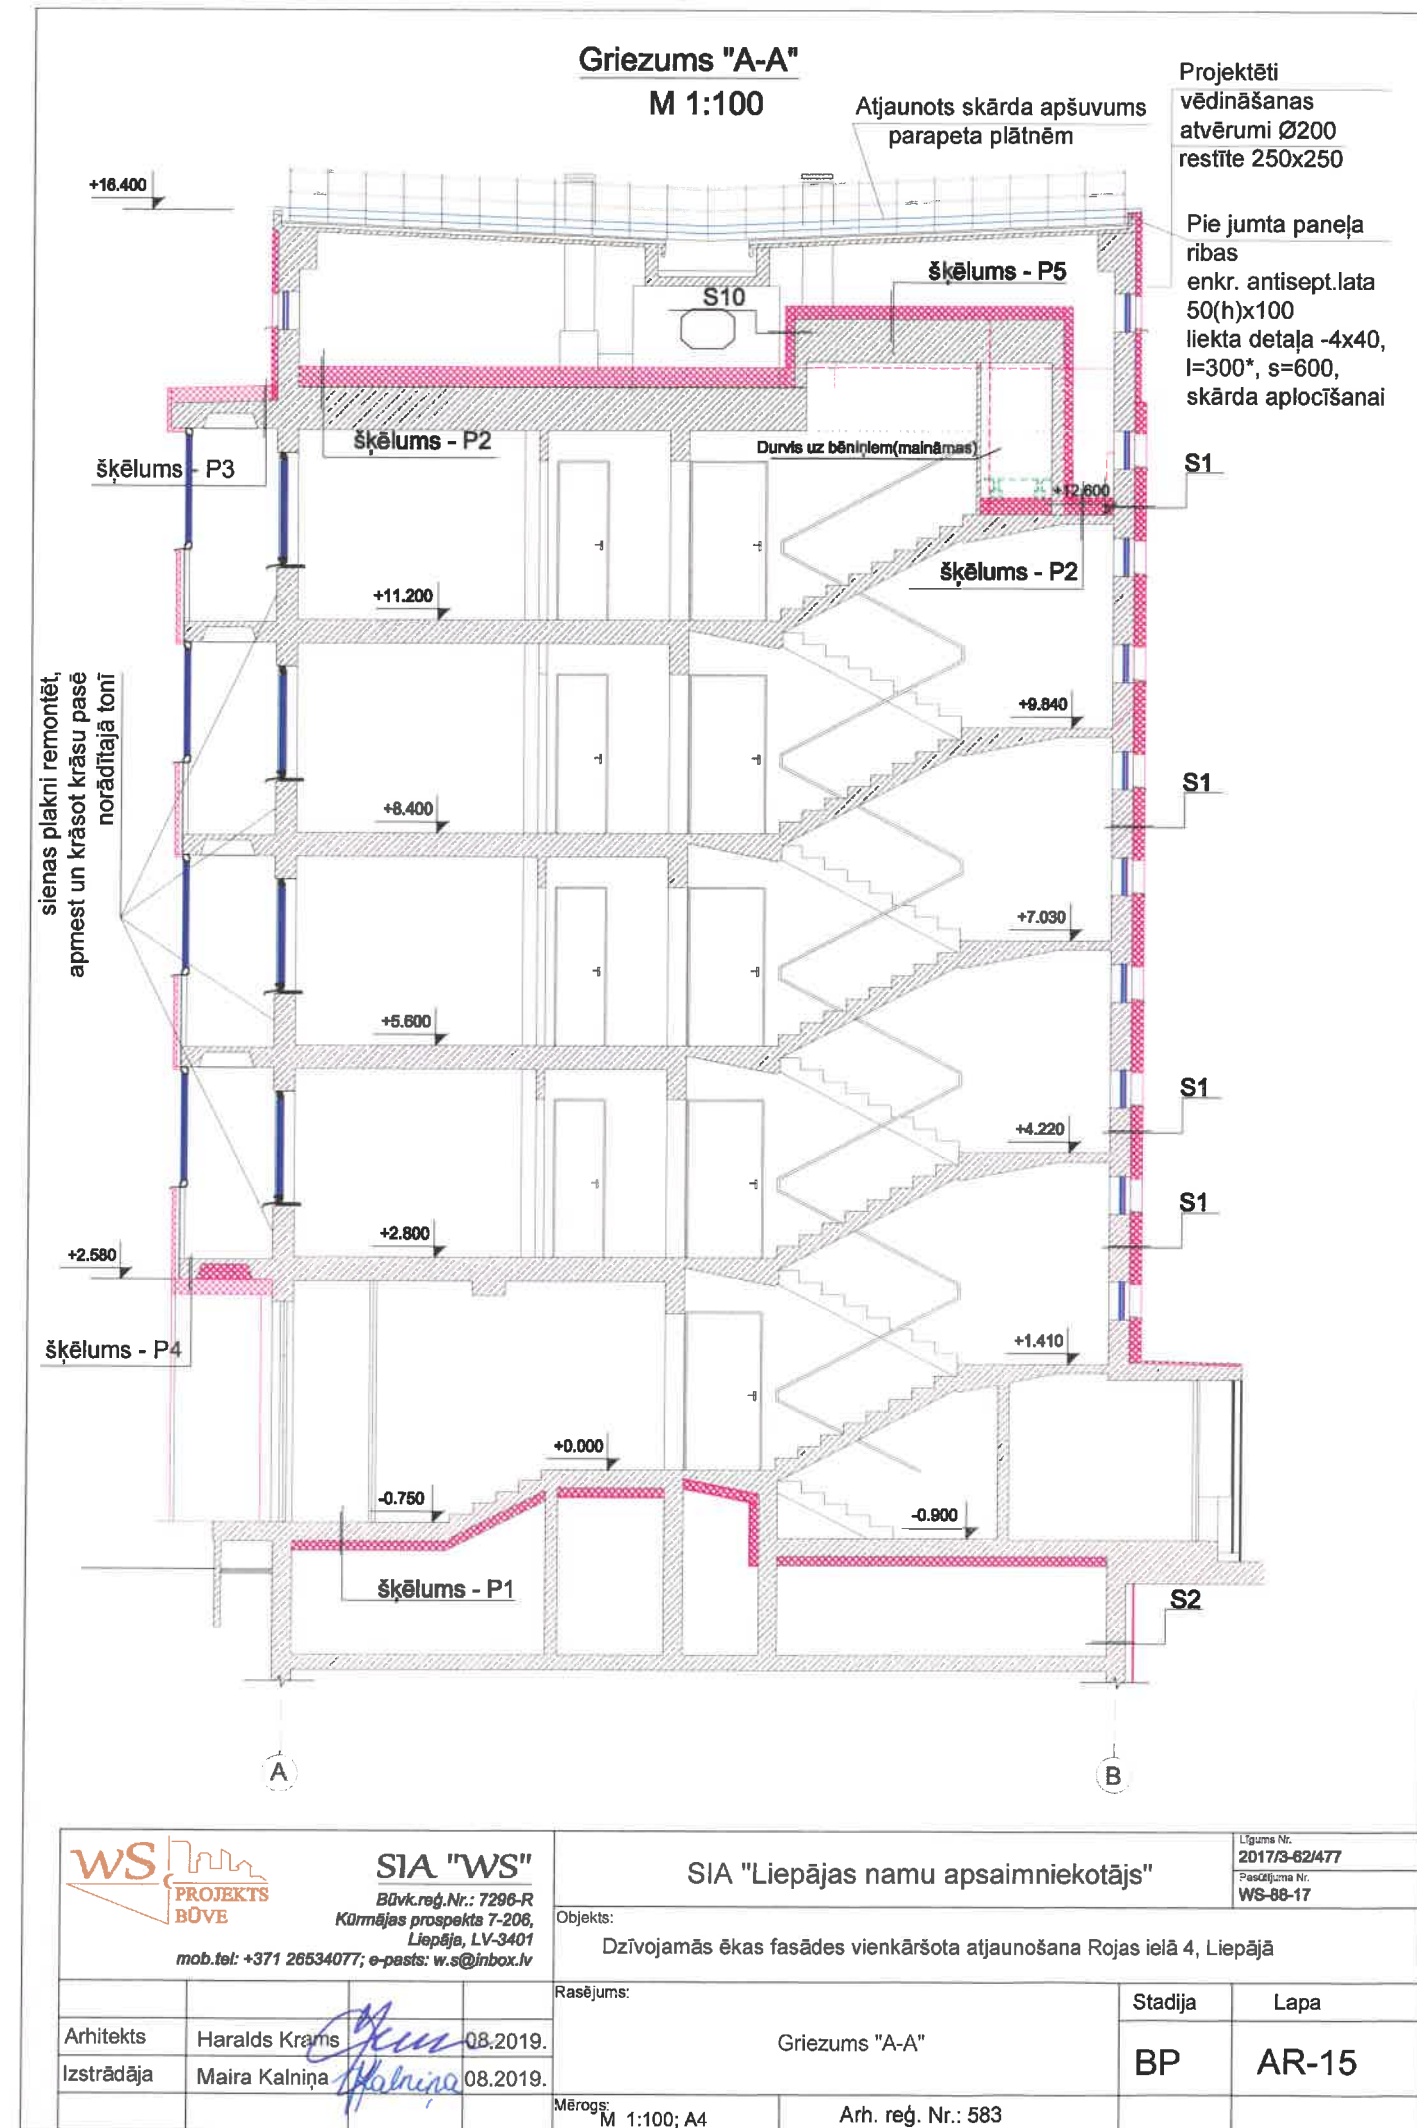 Griezums "A-A"
M 1:100
Atjaunots skārda apšuvums
parapeta plātnēm
Projektēti
vēdināšanas
atvērumi Ø200
restīte 250x250
Pie jumta paneļa
ribas
enkr. antisept.lata
50(h)x100
liekta detaļa -4x40,
l=300*, s=600,
skārda aplocīšanai
+16.400
šķēlums - P5
S10
šķēlums - P2
Durvis uz bēniņiem(maināmas)
šķēlums - P3
S1
+12.600
šķēlums - P2
+11.200
sienas plakni remontēt,
apmest un krāsot krāsu pasē
norādītajā tonī
+9.840
S1
+8.400
+7.030
+5.600
S1
+4.220
S1
+2.800
+2.580
šķēlums - P4
+1.410
+0.000
-0.750
-0.900
šķēlums - P1
S2
A
B
WS
PROJEKTS
BŪVE
SIA "WS"
Būvk.reģ.Nr.: 7296-R
Kūrmājas prospekts 7-206,
Liepāja, LV-3401
mob.tel: +371 26534077; e-pasts: w.s@inbox.lv
SIA "Liepājas namu apsaimniekotājs"
Līgums Nr.
2017/3-62/477
Pasūtījuma Nr.
WS-88-17
Objekts:
Dzīvojamās ēkas fasādes vienkāršota atjaunošana Rojas ielā 4, Liepājā
Rasējums:
Griezums "A-A"
Stadija
Lapa
BP
AR-15
Arhitekts
Haralds Krams
08.2019.
Izstrādāja
Maira Kalniņa
Kalniņa
08.2019.
Mērogs:
M 1:100; A4
Arh. reģ. Nr.: 583